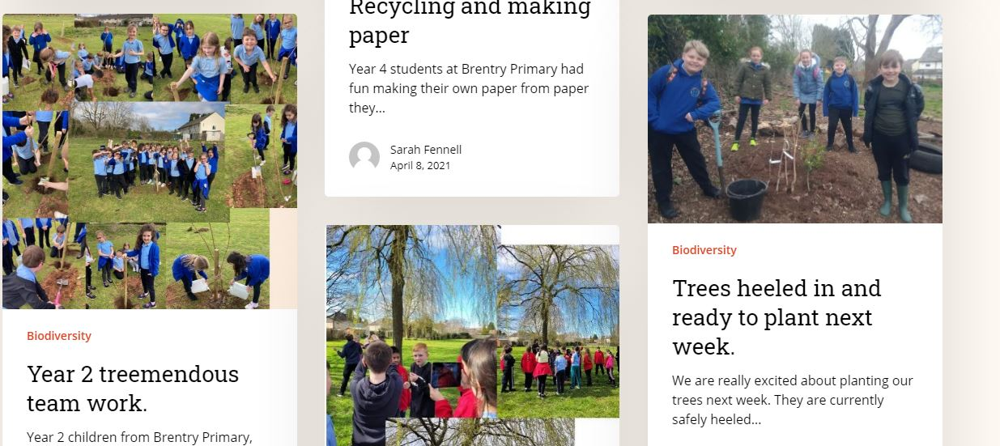 Biodiversity
Year 2 treemendous
team work.
Year 2 children from Brentry Primary,
Recycling and making
paper
Year 4 students at Brentry Primary had
fun making their own paper from paper
they...
Sarah Fennell
April 8, 2021
Biodiversity
Trees heeled in and
ready to plant next
week.
We are really excited about planting our
trees next week. They are currently
safely heeled...